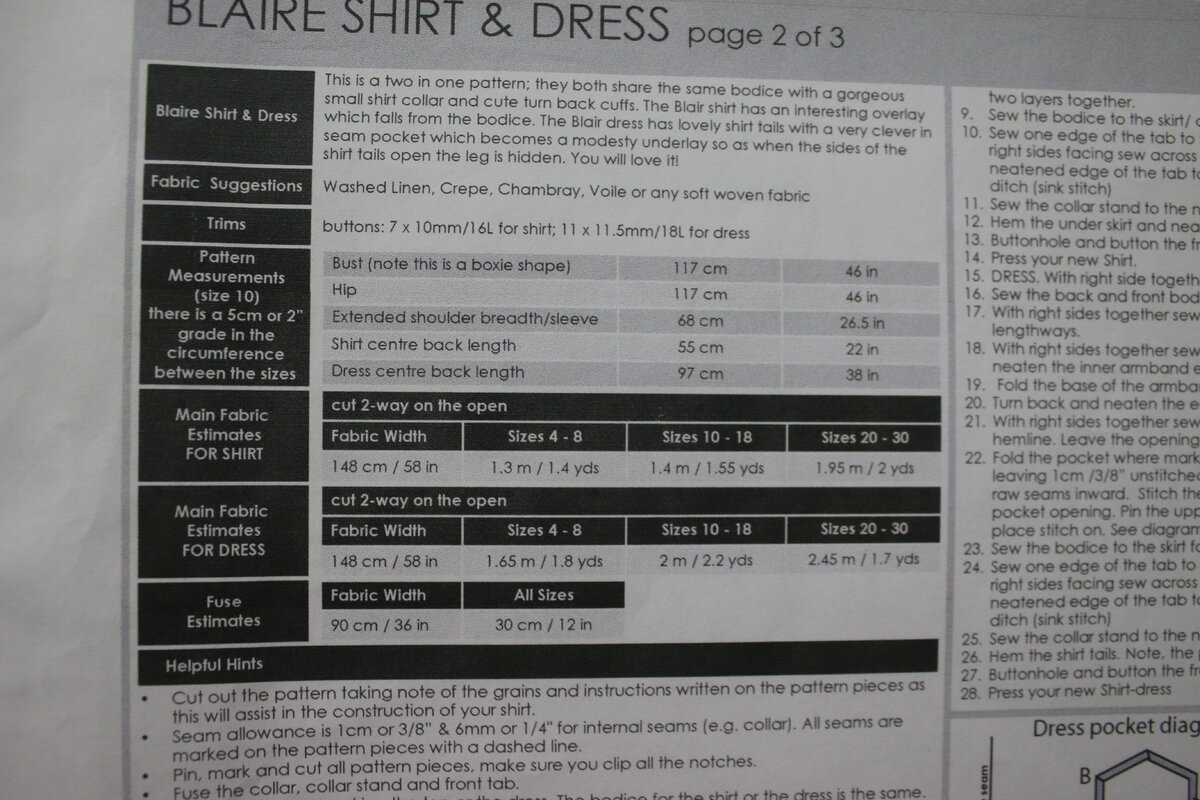 BLAIRE SHIRT & DRESS page 2 of 3
Blaire Shirt & Dress
This is a two in one pattern; they both share the same bodice with a gorgeous
small shirt collar and cute turn back cuffs. The Blair shirt has an interesting overlay
which falls from the bodice. The Blair dress has lovely shirt tails with a very clever in
seam pocket which becomes a modesty underlay so as when the sides of the
shirt tails open the leg is hidden. You will love it!
Fabric Suggestions
Washed Linen, Crepe, Chambray, Voile or any soft woven fabric
Trims
buttons: 7 x 10mm/16L for shirt; 11 x 11.5mm/18L for dress
Pattern
Measurements
(size 10)
there is a 5cm or 2"
grade in the
circumference
between the sizes
Bust (note this is a boxie shape) 117 cm 46 in
Hip 117 cm 46 in
Extended shoulder breadth/sleeve 68 cm 26.5 in
Shirt centre back length 55 cm 22 in
Dress centre back length 97 cm 38 in
Main Fabric
Estimates
FOR SHIRT
cut 2-way on the open
Fabric Width Sizes 4 - 8 Sizes 10 - 18 Sizes 20 - 30
148 cm / 58 in 1.3 m / 1.4 yds 1.4 m / 1.55 yds 1.95 m / 2 yds
Main Fabric
Estimates
FOR DRESS
cut 2-way on the open
Fabric Width Sizes 4 - 8 Sizes 10 - 18 Sizes 20 - 30
148 cm / 58 in 1.65 m / 1.8 yds 2 m / 2.2 yds 2.45 m / 1.7 yds
Fuse
Estimates
Fabric Width All Sizes
90 cm / 36 in 30 cm / 12 in
Helpful Hints
• Cut out the pattern taking note of the grains and instructions written on the pattern pieces as
this will assist in the construction of your shirt.
• Seam allowance is 1cm or 3/8" & 6mm or 1/4" for internal seams (e.g. collar). All seams are
marked on the pattern pieces with a dashed line.
• Pin, mark and cut all pattern pieces, make sure you clip all the notches.
• Fuse the collar, collar stand and front tab.
the top or the dress. The bodice for the shirt or the dress is the same.
two layers together.
9. Sew the bodice to the skirt/
10. Sew one edge of the tab to
right sides facing sew across
neatened edge of the tab to
ditch (sink stitch)
11. Sew the collar stand to the n
12. Hem the under skirt and nea
13. Buttonhole and button the fr
14. Press your new Shirt.
15. DRESS. With right side togeth
16. Sew the back and front bod
17. With right sides together sew
lengthways.
18. With right sides together sew
neaten the inner armband e
19. Fold the base of the armba
20. Turn back and neaten the e
21. With right sides together sew
hemline. Leave the opening
22. Fold the pocket where mark
leaving 1cm /3/8" unstitched
raw seams inward. Stitch the
pocket opening. Pin the upp
place stitch on. See diagram
23. Sew the bodice to the skirt fo
24. Sew one edge of the tab to
right sides facing sew across
neatened edge of the tab to
ditch (sink stitch)
25. Sew the collar stand to the n
26. Hem the shirt tails. Note, the
27. Buttonhole and button the fr
28. Press your new Shirt-dress
Dress pocket diag
B
seam